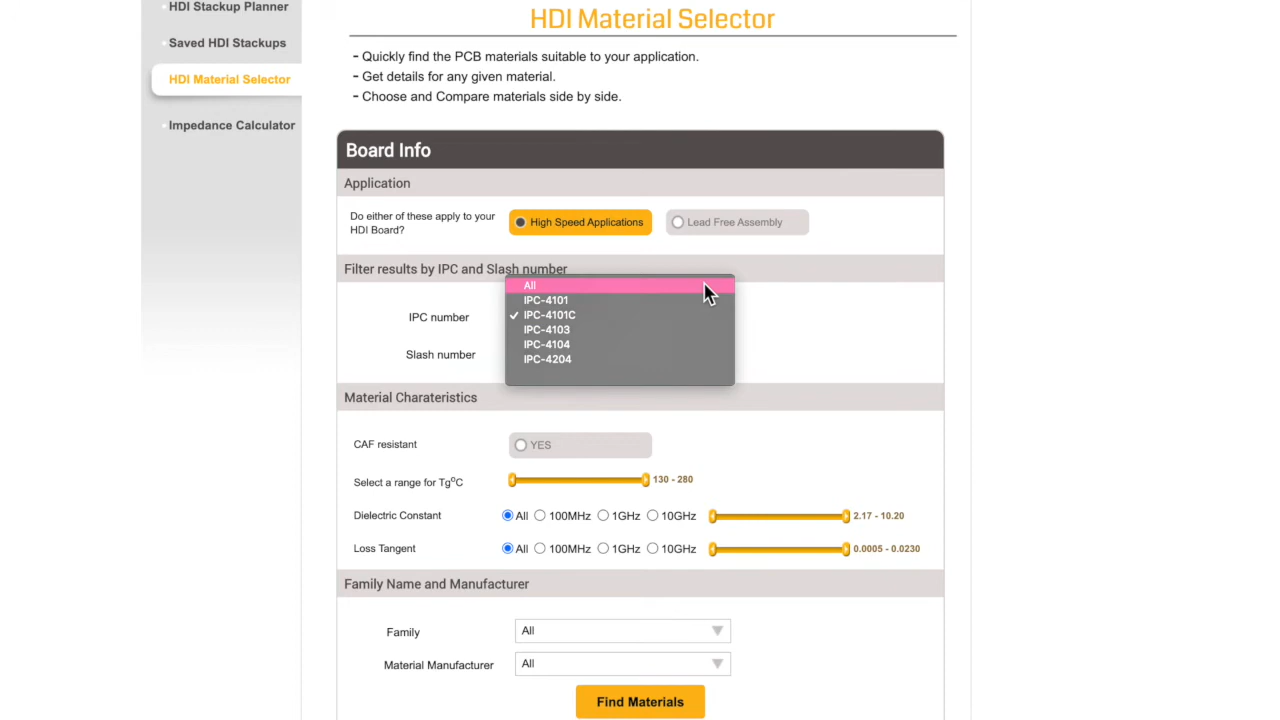 HDI Stackup Planner
Saved HDI Stackups
HDI Material Selector
Impedance Calculator
HDI Material Selector
- Quickly find the PCB materials suitable to your application.
- Get details for any given material.
- Choose and Compare materials side by side.
Board Info
Application
Do either of these apply to your
HDI Board?
High Speed Applications
Lead Free Assembly
Filter results by IPC and Slash number
IPC number
Slash number
All
IPC-4101
✓ IPC-4101C
IPC-4103
IPC-4104
IPC-4204
Material Charateristics
CAF resistant
YES
Select a range for Tg°C
130 - 280
Dielectric Constant
All 100MHz 1GHz 10GHz
2.17 - 10.20
Loss Tangent
All 100MHz 1GHz 10GHz
0.0005 - 0.0230
Family Name and Manufacturer
Family
All
Material Manufacturer
All
Find Materials